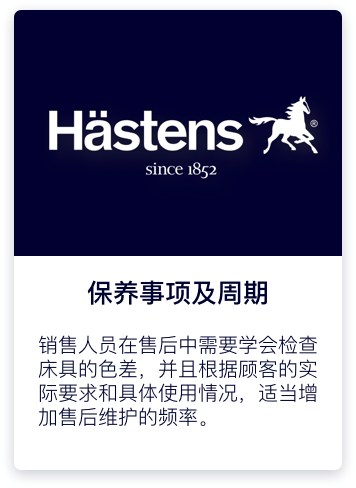 Hästens®
since 1852
保养事项及周期
销售人员在售后中需要学会检查
床具的色差，并且根据顾客的实
际要求和具体使用情况，适当增
加售后维护的频率。